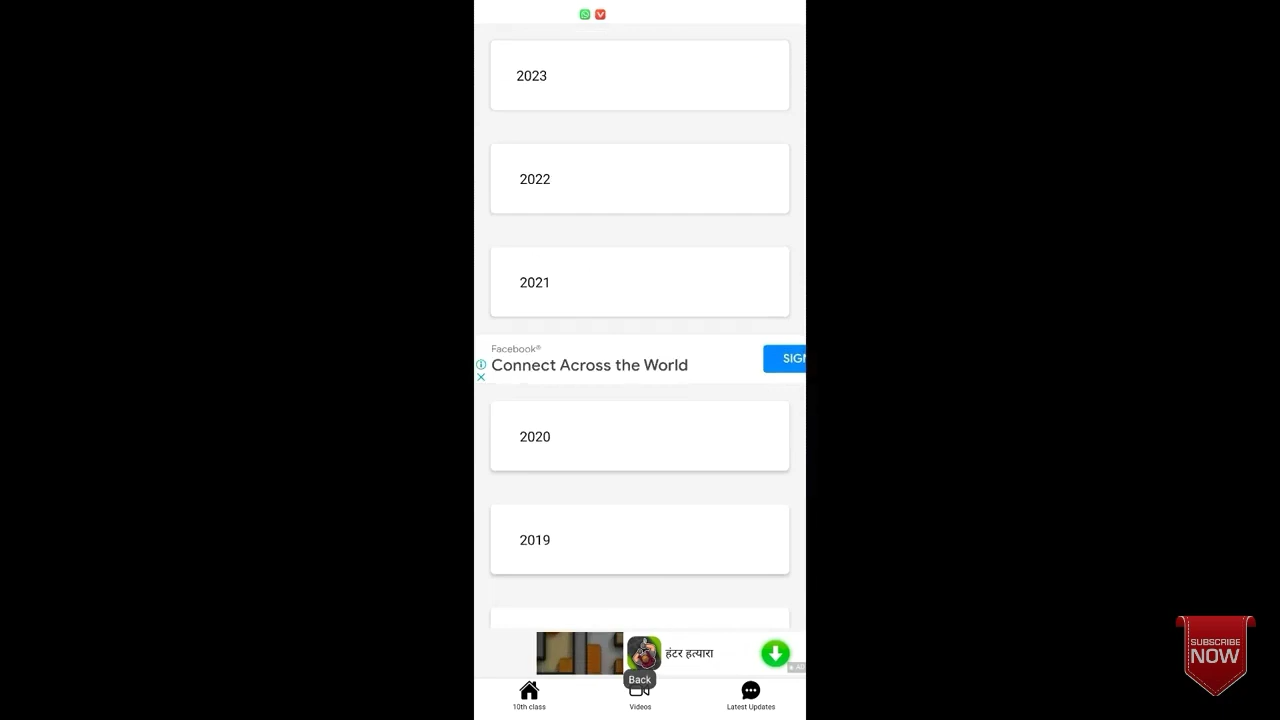 2023
2022
2021
Facebook®
Connect Across the World
SIGN
2020
2019
हंटर हत्यारा
Back
10th class
Videos
Latest Updates
SUBSCRIBE
NOW